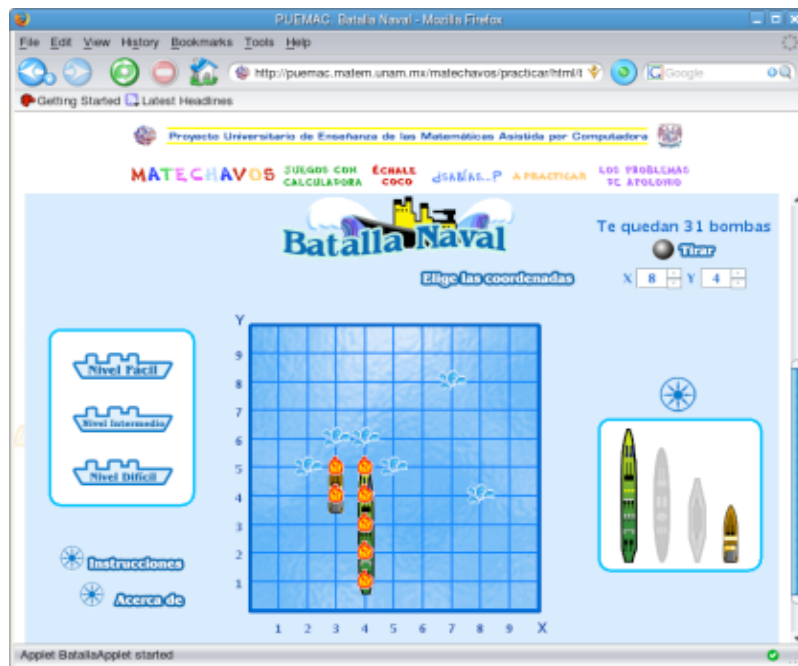 PUEMAC. Batalla Naval - Mozilla Firefox
File Edit View History Bookmarks Tools Help
http://puemac.matem.unam.mx/matechavos/practicar/html/t
Google
Getting Started Latest Headlines
Proyecto Universitario de Enseñanza de las Matemáticas Asistida por Computadora
MATECHAVOS JUEGOS CON CALCULADORA ÉCHALE COCO ¿SABÍAS..? A PRACTICAR LOS PROBLEMAS DE APOLONIO
Batalla Naval
Te quedan 31 bombas
Tirar
Elige las coordenadas
X 8 Y 4
Y
9
8
7
6
5
4
3
2
1
1 2 3 4 5 6 7 8 9 X
Nivel Fácil
Nivel Intermedio
Nivel Difícil
Instrucciones
Acerca de
Applet BatallaApplet started